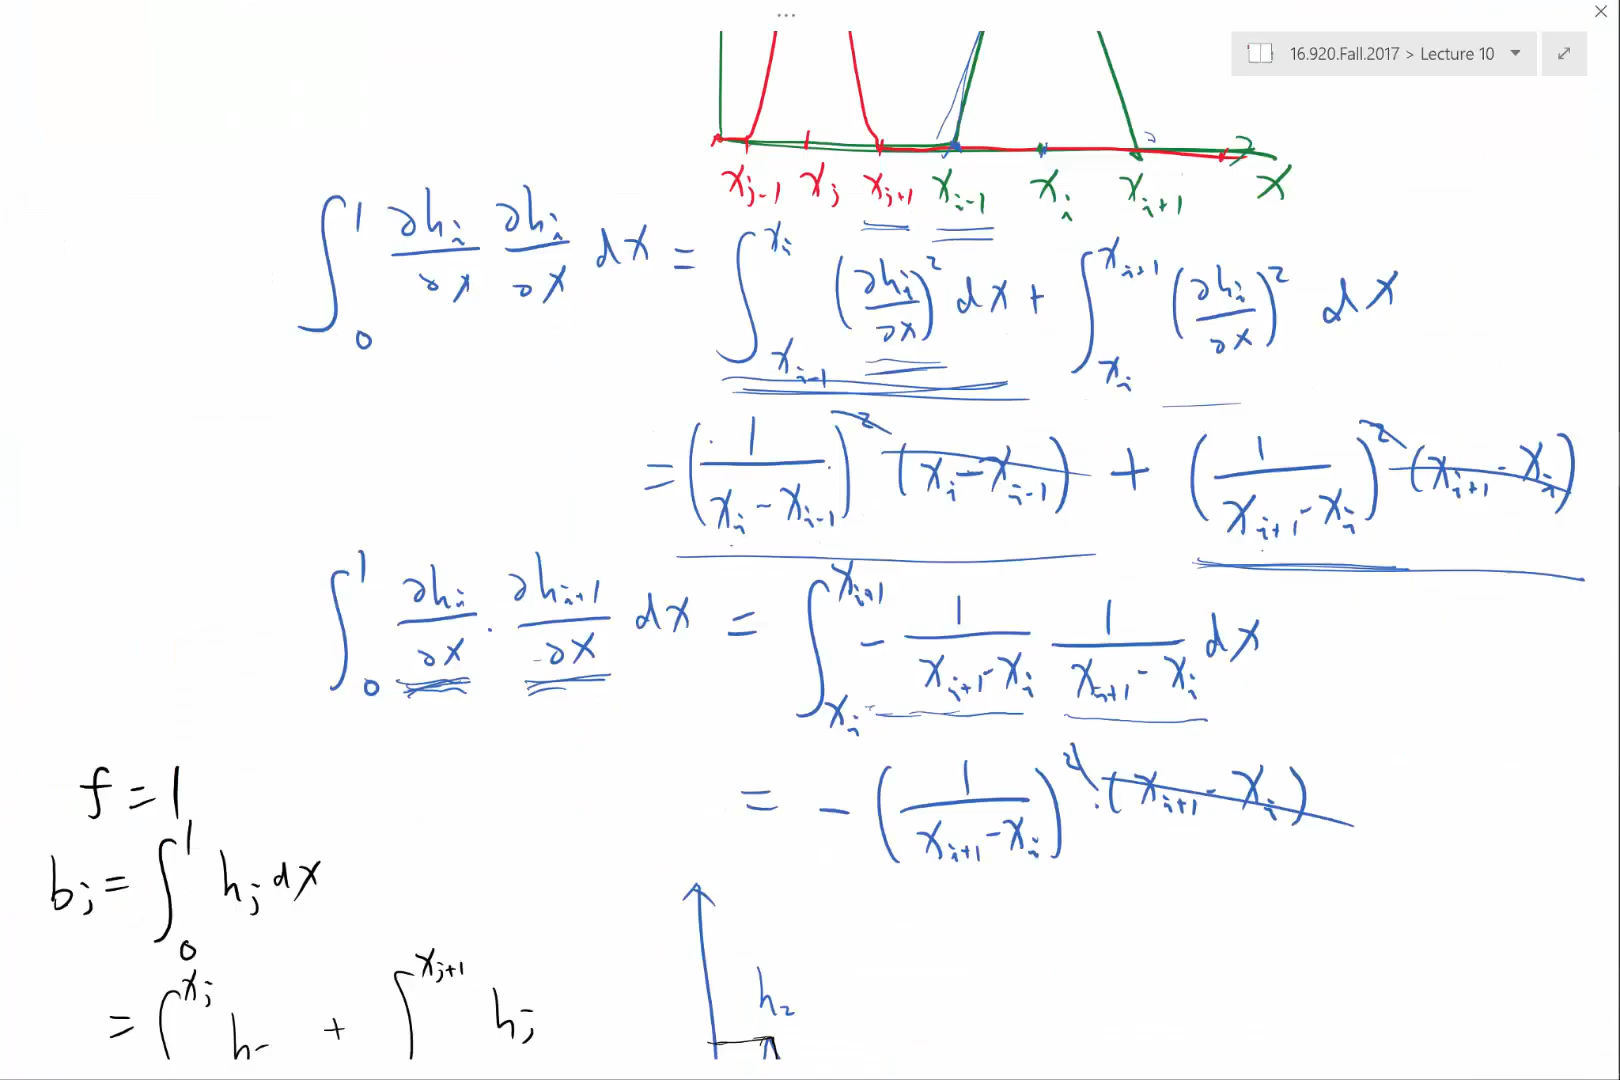 16.920.Fall.2017 > Lecture 10
x_{j-1} x_j x_{j+1} x_{i-1} x_i x_{i+1} x
∫_0^1 ∂h_i/∂x ∂h_i/∂x dx = ∫_{x_{i-1}}^{x_i} (∂h_i/∂x)^2 dx + ∫_{x_i}^{x_{i+1}} (∂h_i/∂x)^2 dx
= (1/(x_i - x_{i-1}))^2 (x_i - x_{i-1}) + (1/(x_{i+1} - x_i))^2 (x_{i+1} - x_i)
∫_0^1 ∂h_i/∂x · ∂h_{i+1}/∂x dx = ∫_{x_i}^{x_{i+1}} - 1/(x_{i+1} - x_i) 1/(x_{i+1} - x_i) dx
= - (1/(x_{i+1} - x_i))^2 · (x_{i+1} - x_i)
f = 1
b_j = ∫_0^1 h_j dx
= ∫^{x_j} h + ∫^{x_{j+1}} h_j
h_2